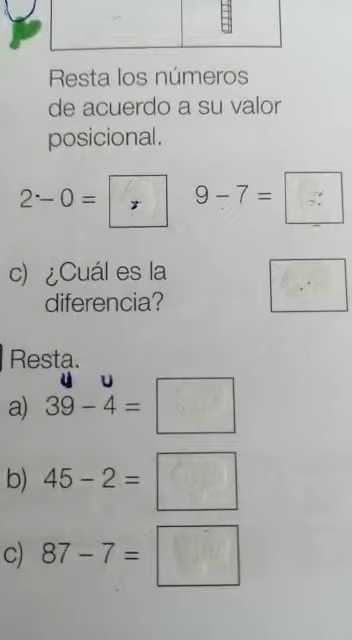 Resta los números
de acuerdo a su valor
posicional.
2 - 0 = 9 - 7 =
c) ¿Cuál es la
diferencia?
Resta.
u u
a) 39 - 4 =
b) 45 - 2 =
c) 87 - 7 =